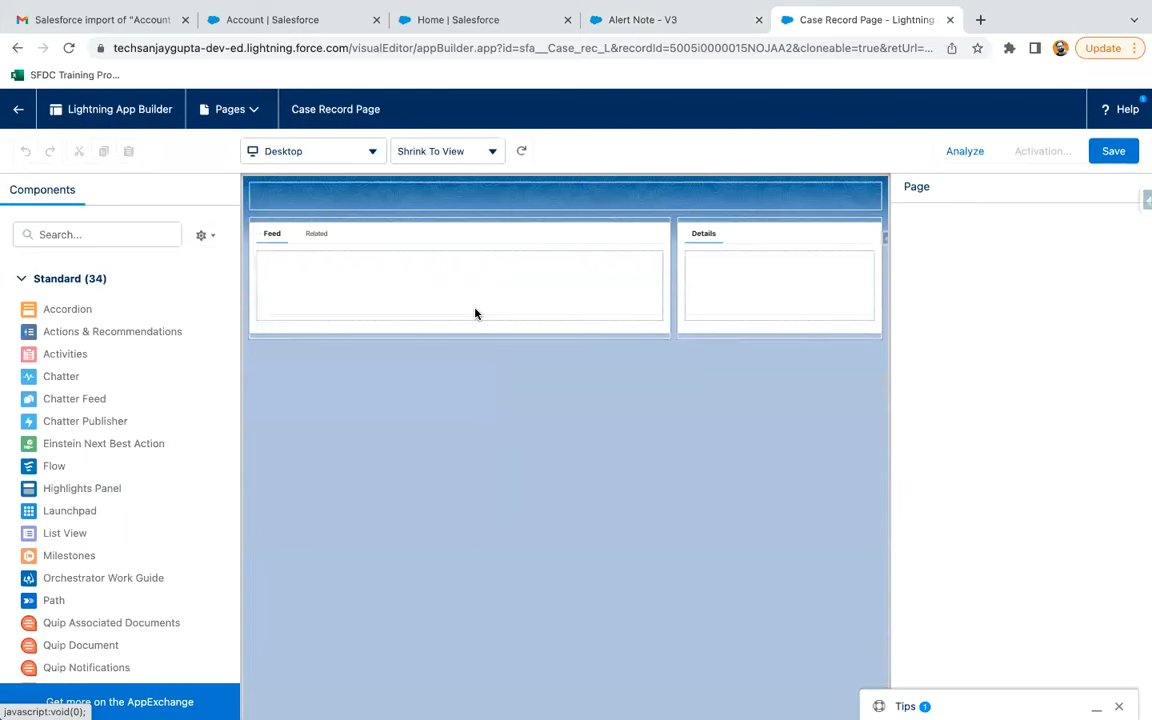 Salesforce import of "Account
Account | Salesforce
Home | Salesforce
Alert Note - V3
Case Record Page - Lightning
techsanjaygupta-dev-ed.lightning.force.com/visualEditor/appBuilder.app?id=sfa__Case_rec_L&recordId=5005i0000015NOJAA2&cloneable=true&retUrl=...
Update
SFDC Training Pro...
Lightning App Builder
Pages
Case Record Page
? Help
Desktop
Shrink To View
Analyze
Activation...
Save
Components
Page
Search...
Feed
Related
Details
Standard (34)
Accordion
Actions & Recommendations
Activities
Chatter
Chatter Feed
Chatter Publisher
Einstein Next Best Action
Flow
Highlights Panel
Launchpad
List View
Milestones
Orchestrator Work Guide
Path
Quip Associated Documents
Quip Document
Quip Notifications
Get more on the AppExchange
Tips 1
javascript:void(0);